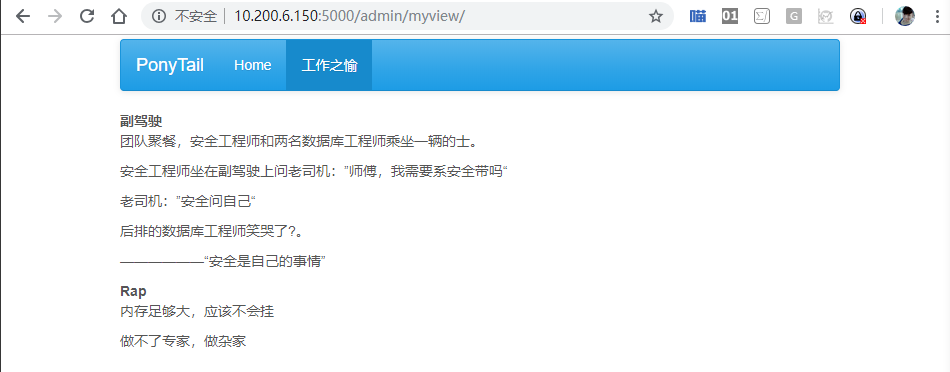 不安全 | 10.200.6.150:5000/admin/myview/
PonyTail Home 工作之愉
副驾驶
团队聚餐，安全工程师和两名数据库工程师乘坐一辆的士。
安全工程师坐在副驾驶上问老司机："师傅，我需要系安全带吗“
老司机：”安全问自己“
后排的数据库工程师笑哭了?。
——————“安全是自己的事情”
Rap
内存足够大，应该不会挂
做不了专家，做杂家